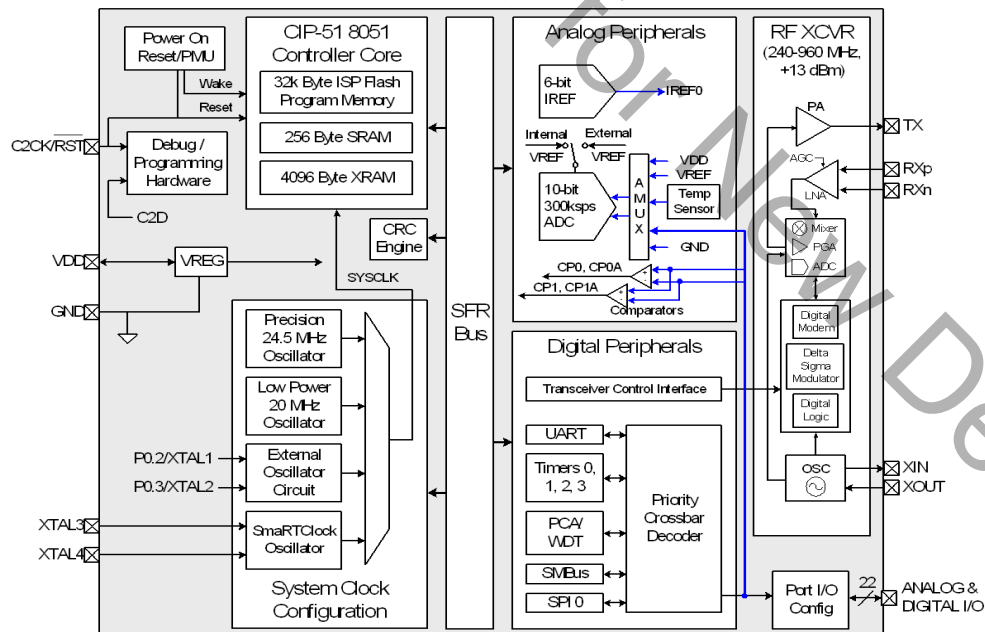 Power On
Reset/PMU
Wake
Reset
C2CK/RST
Debug /
Programming
Hardware
C2D
VDD
VREG
GND
CIP-51 8051
Controller Core
32k Byte ISP Flash
Program Memory
256 Byte SRAM
4096 Byte XRAM
CRC
Engine
SYSCLK
Precision
24.5 MHz
Oscillator
Low Power
20 MHz
Oscillator
P0.2/XTAL1
P0.3/XTAL2
External
Oscillator
Circuit
XTAL3
XTAL4
SmaRTClock
Oscillator
System Clock
Configuration
SFR
Bus
Analog Peripherals
6-bit
IREF
IREF0
Internal
External
VREF
VREF
10-bit
300ksps
ADC
A
M
U
X
VDD
VREF
Temp
Sensor
GND
CP0, CP0A
+
-
CP1, CP1A
+
-
Comparators
Digital Peripherals
Transceiver Control Interface
UART
Timers 0,
1, 2, 3
PCA/
WDT
SMBus
SPI 0
Priority
Crossbar
Decoder
RF XCVR
(240-960 MHz,
+13 dBm)
PA
TX
AGC
RXp
RXn
LNA
Mixer
PGA
ADC
Digital
Modem
Delta
Sigma
Modulator
Digital
Logic
OSC
XIN
XOUT
Port I/O
Config
22
ANALOG &
DIGITAL I/O
for New De